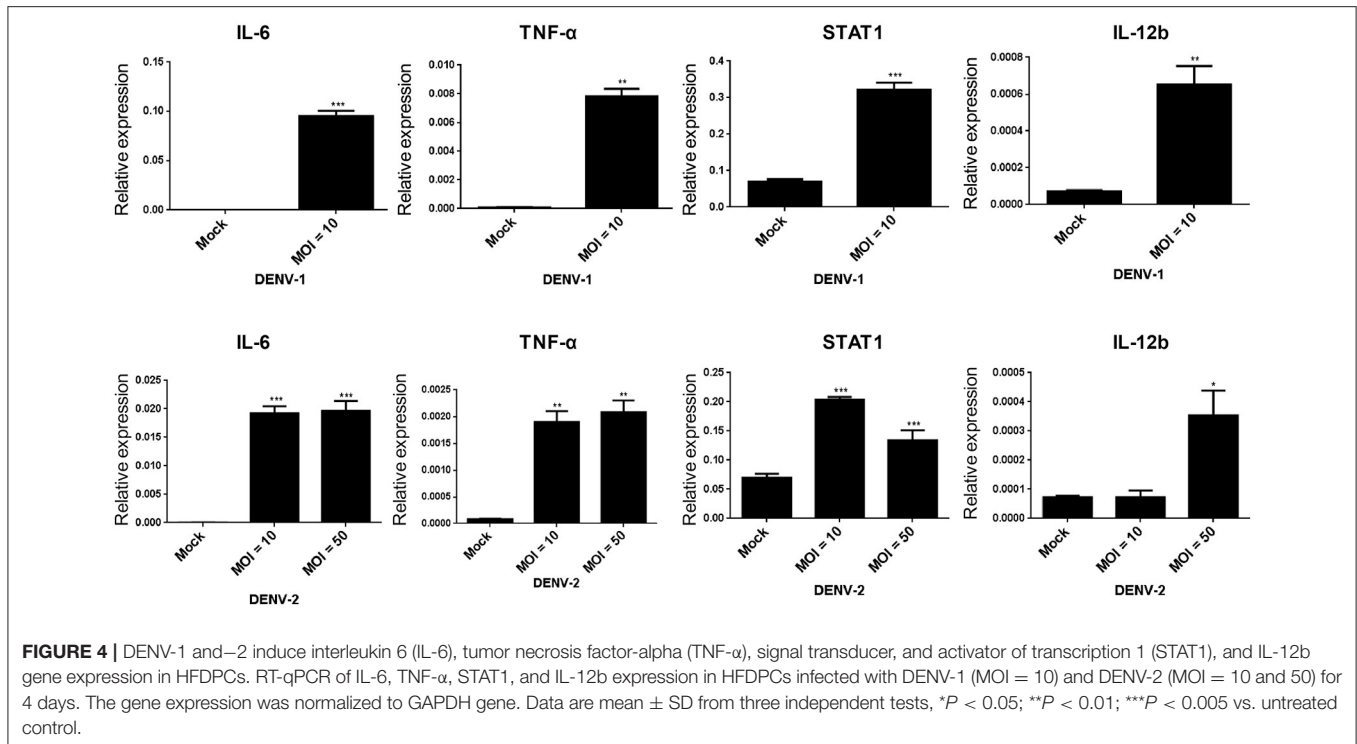 IL-6
TNF-α
STAT1
IL-12b
Relative expression
0.15
0.10
0.05
0.00
***
Mock
MOI = 10
DENV-1
Relative expression
0.010
0.008
0.006
0.004
0.002
0.000
**
Mock
MOI = 10
DENV-1
Relative expression
0.4
0.3
0.2
0.1
0.0
***
Mock
MOI = 10
DENV-1
Relative expression
0.0008
0.0006
0.0004
0.0002
0.0000
**
Mock
MOI = 10
DENV-1
IL-6
TNF-α
STAT1
IL-12b
Relative expression
0.025
0.020
0.015
0.010
0.005
0.000
***
***
Mock
MOI = 10
MOI = 50
DENV-2
Relative expression
0.0025
0.0020
0.0015
0.0010
0.0005
0.0000
**
**
Mock
MOI = 10
MOI = 50
DENV-2
Relative expression
0.25
0.20
0.15
0.10
0.05
0.00
***
***
Mock
MOI = 10
MOI = 50
DENV-2
Relative expression
0.0005
0.0004
0.0003
0.0002
0.0001
0.0000
*
Mock
MOI = 10
MOI = 50
DENV-2
FIGURE 4 | DENV-1 and−2 induce interleukin 6 (IL-6), tumor necrosis factor-alpha (TNF-α), signal transducer, and activator of transcription 1 (STAT1), and IL-12b
gene expression in HFDPCs. RT-qPCR of IL-6, TNF-α, STAT1, and IL-12b expression in HFDPCs infected with DENV-1 (MOI = 10) and DENV-2 (MOI = 10 and 50) for
4 days. The gene expression was normalized to GAPDH gene. Data are mean ± SD from three independent tests, *P < 0.05; **P < 0.01; ***P < 0.005 vs. untreated
control.